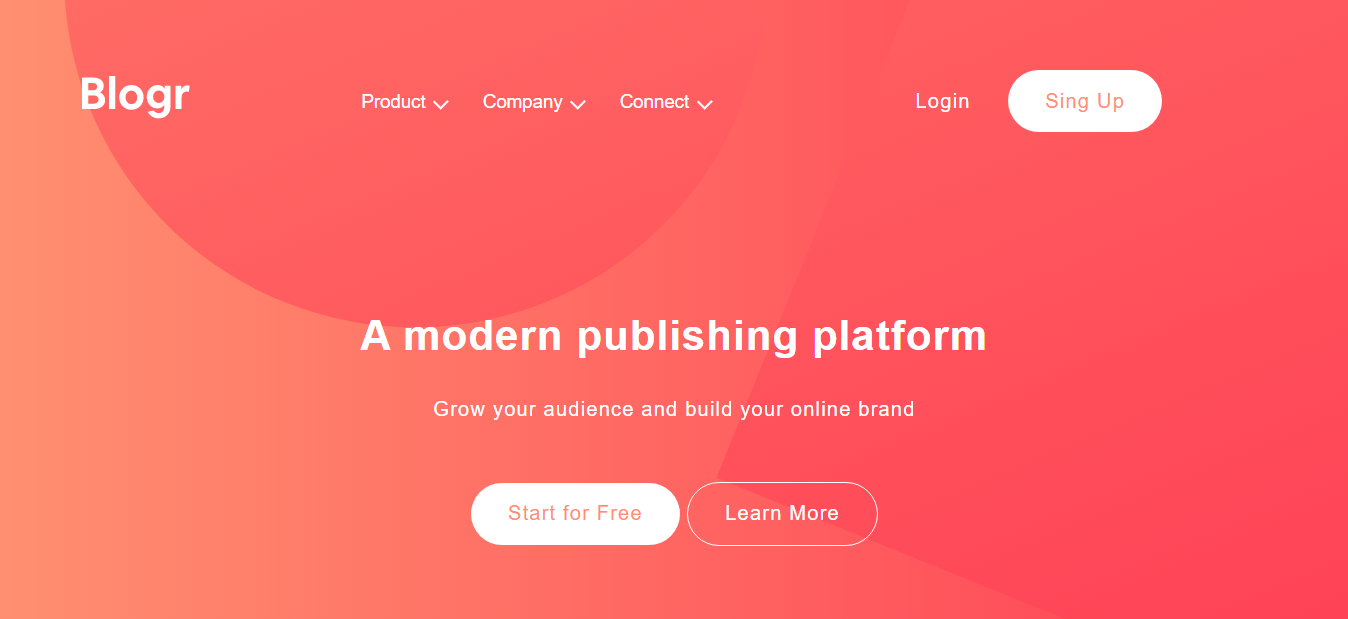 Blogr Product Company Connect Login Sing Up
A modern publishing platform
Grow your audience and build your online brand
Start for Free Learn More